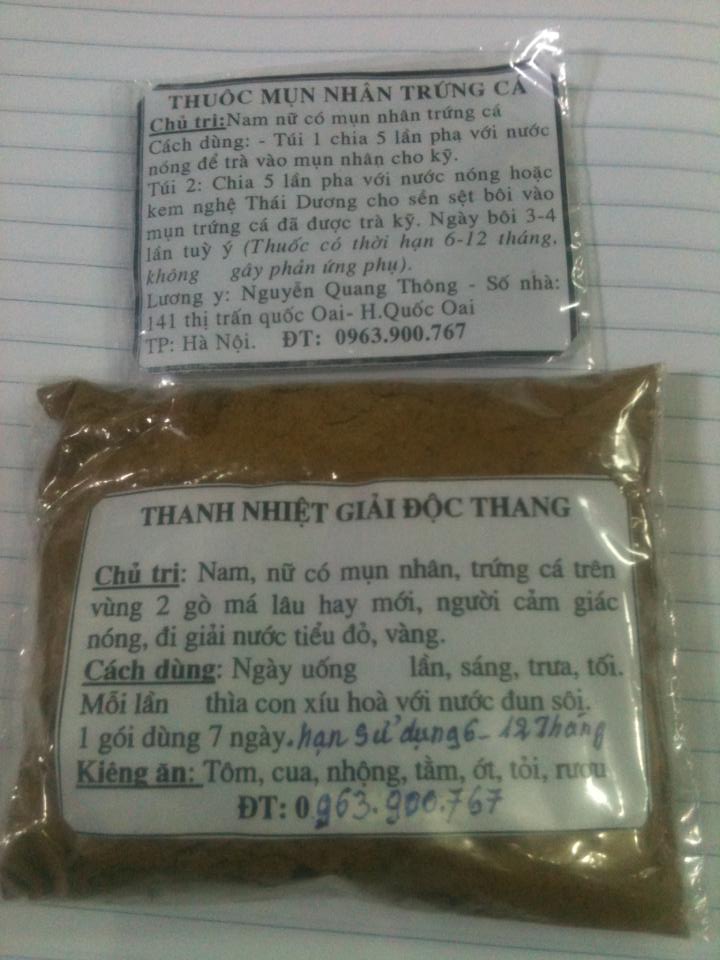 THUÔC MỤN NHÂN TRỨNG CÁ
Chủ trị:Nam nữ có mụn nhân trứng cá
Cách dùng: - Túi 1 chia 5 lần pha với nước
nóng để trà vào mụn nhân cho kỹ.
Túi 2: Chia 5 lần pha với nước nóng hoặc
kem nghệ Thái Dương cho sền sệt bôi vào
mụn trứng cá đã được trà kỹ. Ngày bôi 3-4
lần tuỳ ý (Thuốc có thời hạn 6-12 tháng,
không gây phản ứng phụ).
Lương y: Nguyễn Quang Thông - Số nhà:
141 thị trấn quốc Oai- H.Quốc Oai
TP: Hà Nội. ĐT: 0963.900.767
THANH NHIỆT GIẢI ĐỘC THANG
Chủ trị: Nam, nữ có mụn nhân, trứng cá trên
vùng 2 gò má lâu hay mới, người cảm giác
nóng, đi giải nước tiểu đỏ, vàng.
Cách dùng: Ngày uống lần, sáng, trưa, tối.
Mỗi lần thìa con xíu hoà với nước đun sôi.
1 gói dùng 7 ngày. hạn sử dụng 6-12 Tháng
Kiêng ăn: Tôm, cua, nhộng, tằm, ớt, tỏi, rượu
ĐT: 0963.900.767